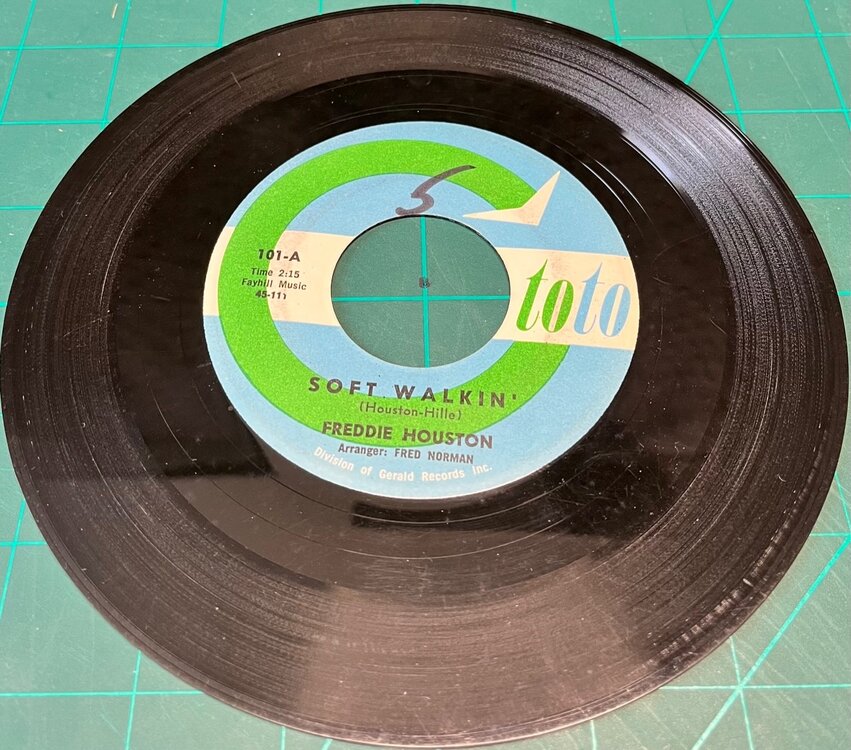 5
101-A
Time 2:15
Fayhill Music
45-111
toto
SOFT WALKIN'
(Houston-Hille)
FREDDIE HOUSTON
Arranger: FRED NORMAN
Division of Gerald Records Inc.